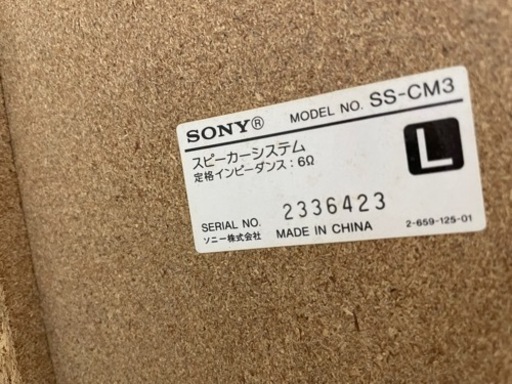 SONY® MODEL NO. SS-CM3
スピーカーシステム
定格インピーダンス：6Ω
L
SERIAL NO. 2336423
ソニー株式会社 MADE IN CHINA 2-659-125-01